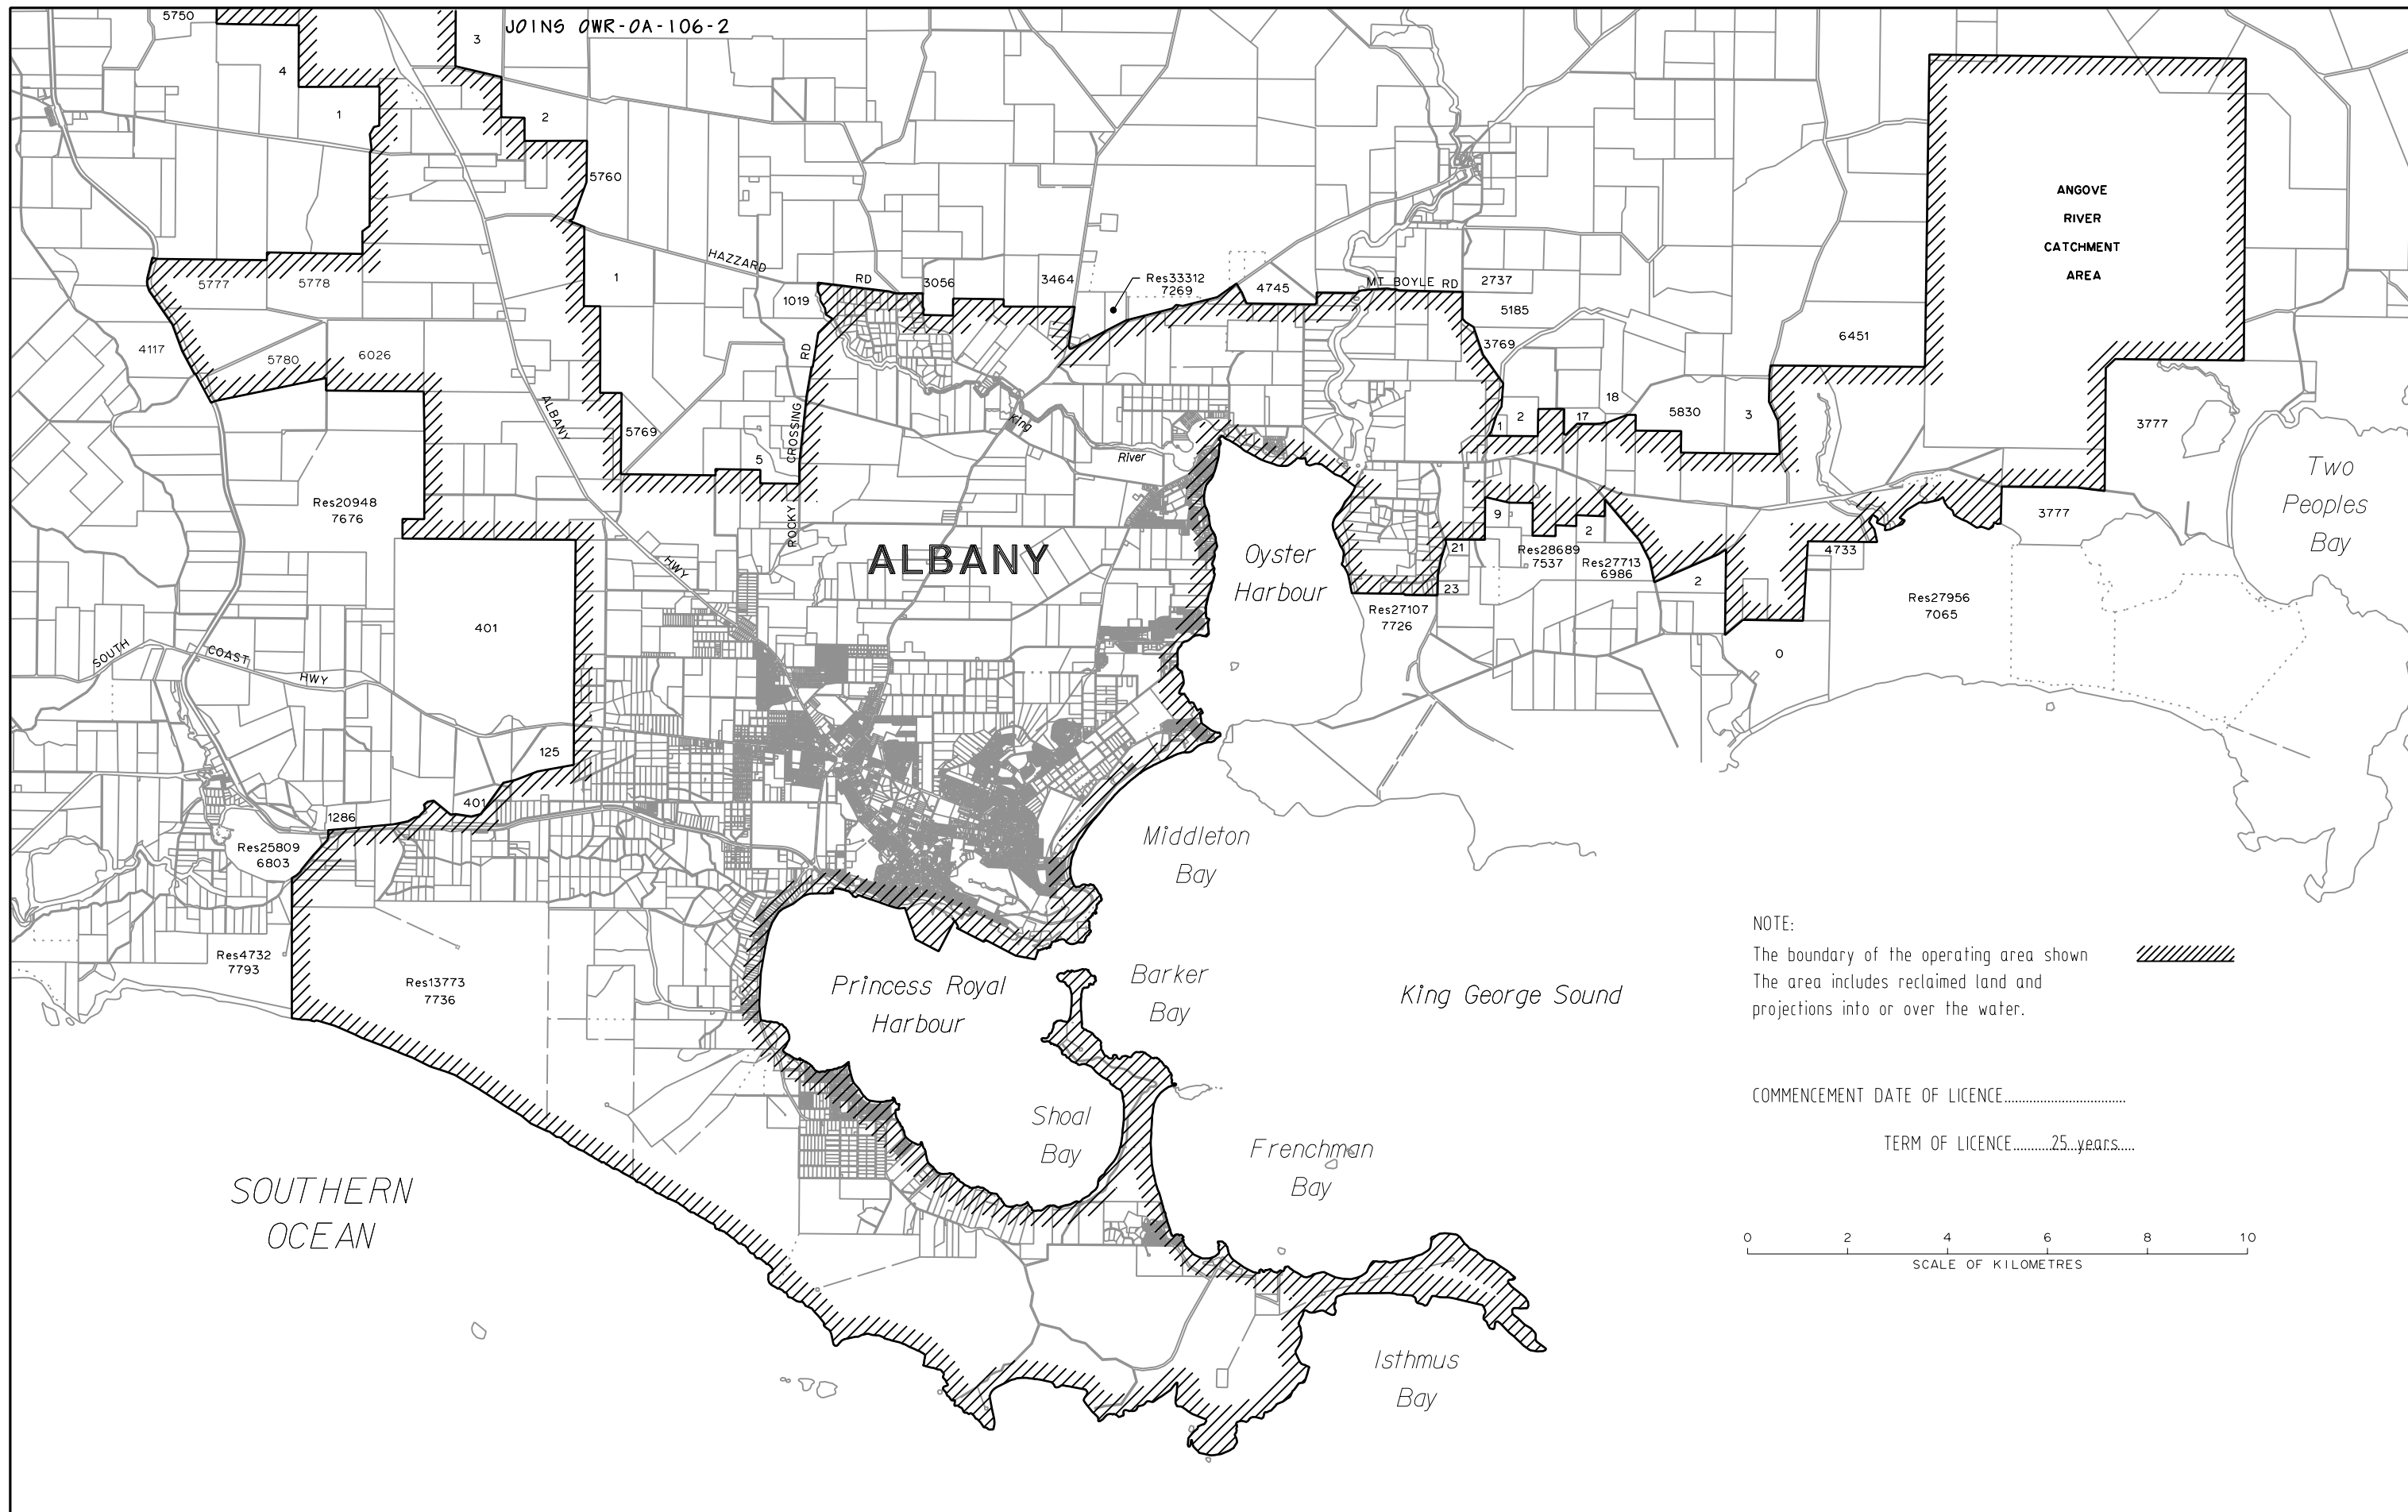 5750
JOINS OWR-OA-106-2
3
4
1
2
5760
ANGOVE
RIVER
CATCHMENT
AREA
HAZZARD
RD
5777
5778
1
1019
3056
3464
Res33312
7269
4745
MT BOYLE RD
2737
5185
4117
5780
6026
RD
3769
6451
ALBANY
CROSSING
King
River
5769
5
1
2
17
18
5830
3
3777
Two
Peoples
Bay
Res20948
7676
ROCKY
HWY
ALBANY
Oyster
Harbour
9
2
21
23
Res28689
7537
Res27713
6986
2
4733
3777
Res27107
7726
Res27956
7065
401
0
SOUTH
COAST
HWY
125
401
1286
Res25809
6803
Middleton
Bay
Res4732
7793
Res13773
7736
Princess Royal
Harbour
Barker
Bay
King George Sound
NOTE:
The boundary of the operating area shown
The area includes reclaimed land and
projections into or over the water.
COMMENCEMENT DATE OF LICENCE..................................
TERM OF LICENCE...........25 years....
Shoal
Bay
Frenchman
Bay
SOUTHERN
OCEAN
0 2 4 6 8 10
SCALE OF KILOMETRES
Isthmus
Bay